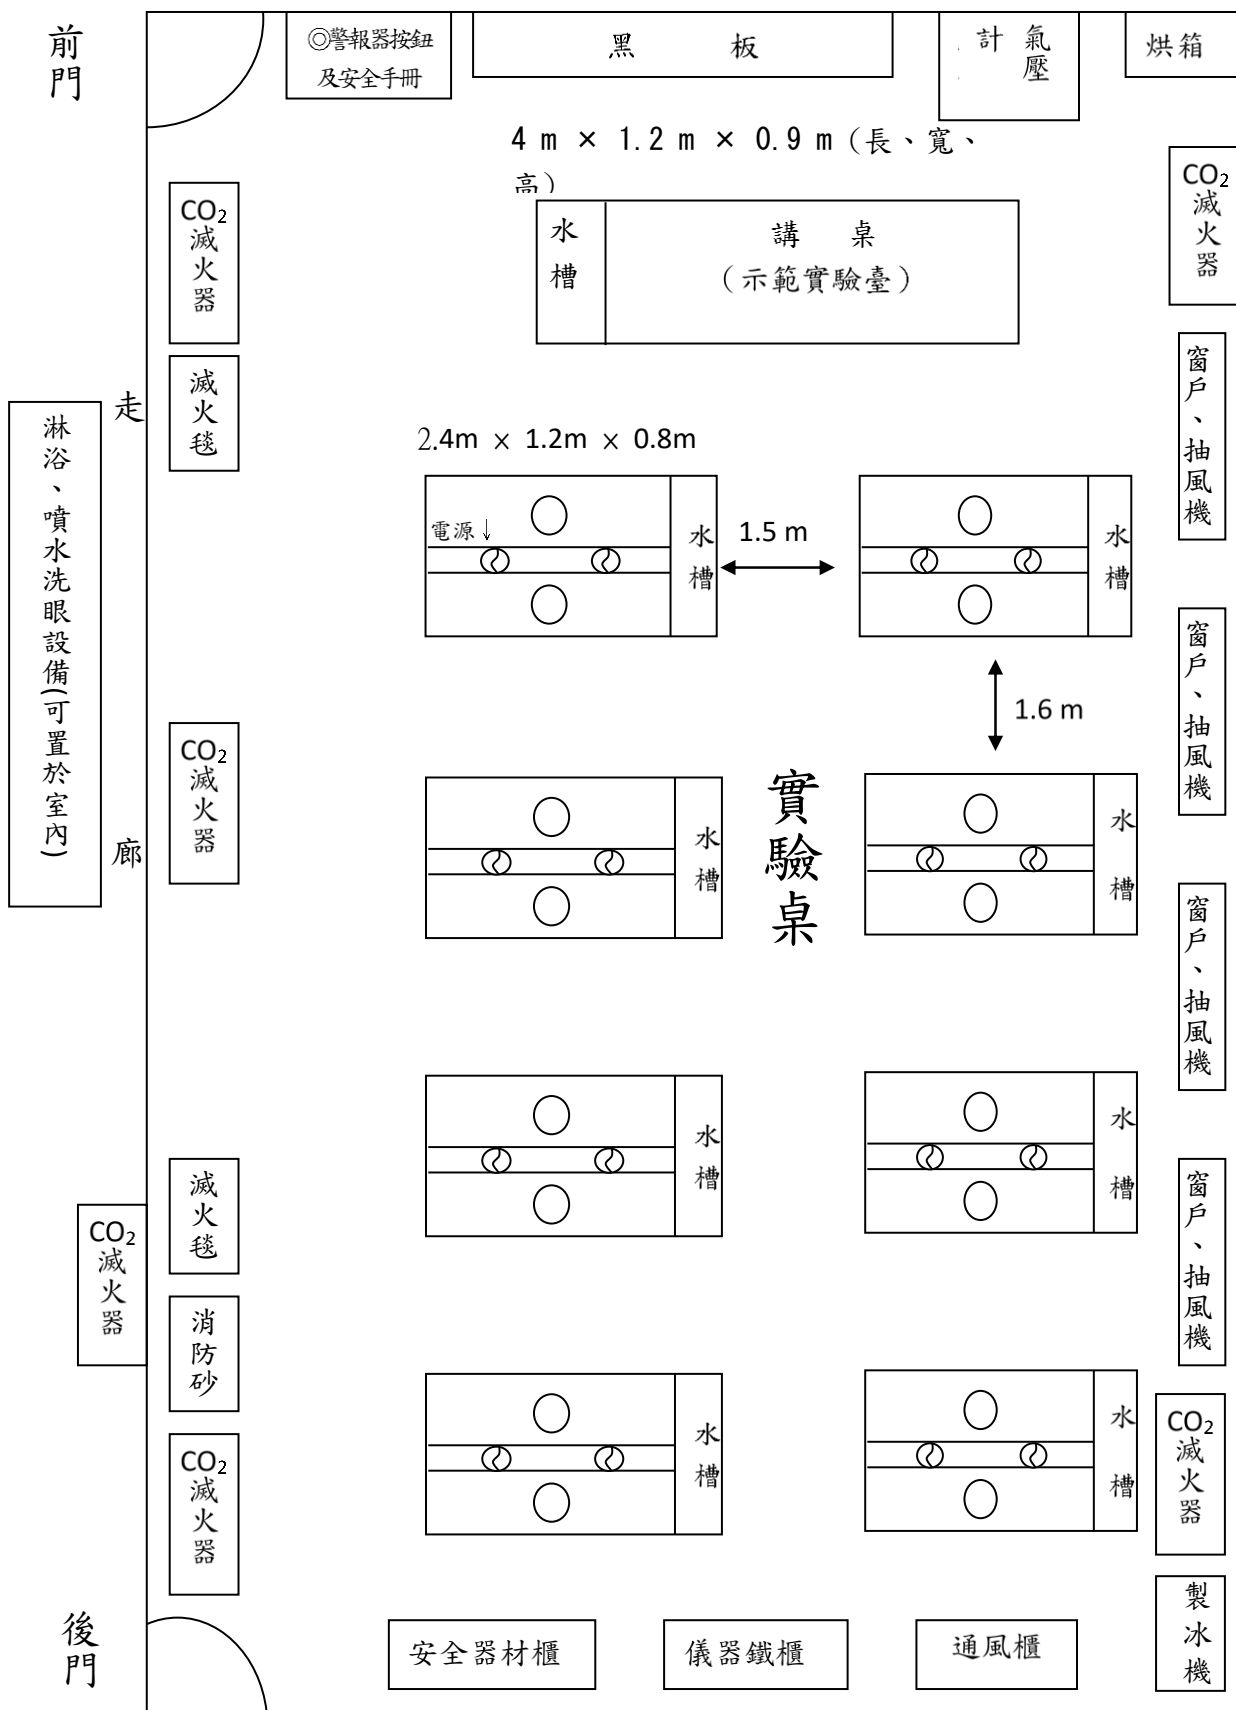 前門
◎警報器按鈕
及安全手冊
黑 板
氣壓
計
烘箱
4 m × 1.2 m × 0.9 m (長、寬、
高)
CO₂
滅火器
水槽
講 桌
(示範實驗臺)
CO₂
滅火器
滅火毯
走
廊
淋浴、噴水洗眼設備(可置於室內)
窗戶、抽風機
2.4m × 1.2m × 0.8m
電源↓
水槽
1.5 m
水槽
窗戶、抽風機
1.6 m
CO₂
滅火器
水槽
實驗桌
水槽
窗戶、抽風機
滅火毯
水槽
水槽
窗戶、抽風機
CO₂
滅火器
消防砂
CO₂
滅火器
水槽
水槽
CO₂
滅火器
後門
安全器材櫃
儀器鐵櫃
通風櫃
製冰機